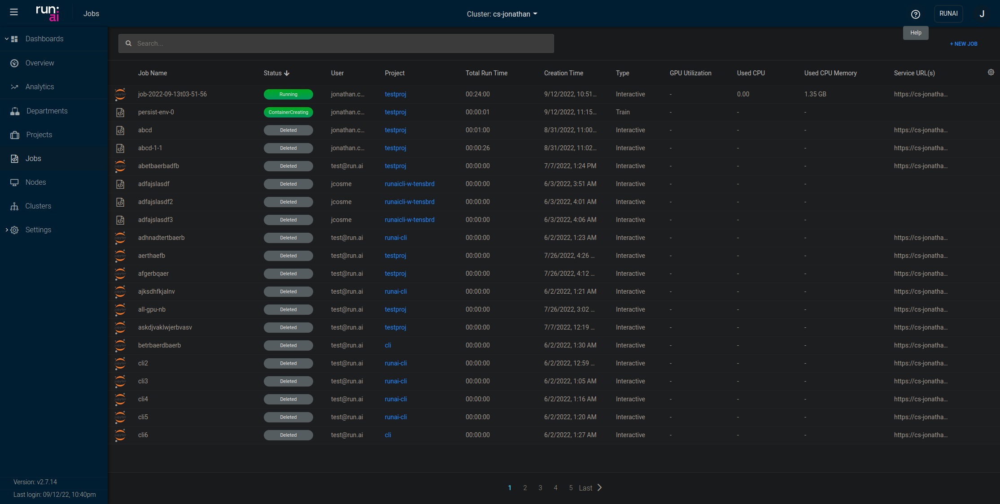 run:
ai
Jobs
Cluster: cs-jonathan
RUNAI
J
Help
Dashboards
Overview
Analytics
Departments
Projects
Jobs
Nodes
Clusters
Settings
Version: v2.7.14
Last login: 09/12/22, 10:40pm
Search...
+ NEW JOB
Job Name Status User Project Total Run Time Creation Time Type GPU Utilization Used CPU Used CPU Memory Service URL(s)
jupyter job-2022-09-13t03-51-56 Running jonathan.c... testproj 00:24:00 9/12/2022, 10:51... Interactive - 0.00 1.35 GB https://cs-jonatha...
persist-env-0 ContainerCreating jonathan.c... testproj 00:00:01 9/12/2022, 11:15... Train - - -
abcd Deleted jonathan.c... testproj 00:01:00 8/31/2022, 11:00... Interactive - - - https://cs-jonatha...
abcd-1-1 Deleted jonathan.c... testproj 00:00:26 8/31/2022, 11:02... Interactive - - - https://cs-jonatha...
jupyter abetbaerbadfb Deleted test@run.ai testproj 00:00:00 7/7/2022, 1:24 PM Interactive - - - https://cs-jonatha...
adfajslasdf Deleted jcosme runaicli-w-tensbrd 00:00:00 6/3/2022, 3:51 AM Interactive - - -
adfajslasdf2 Deleted jcosme runaicli-w-tensbrd 00:00:00 6/3/2022, 4:01 AM Interactive - - -
adfajslasdf3 Deleted jcosme runaicli-w-tensbrd 00:00:00 6/3/2022, 4:06 AM Interactive - - -
jupyter adhnadtertbaerb Deleted test@run.ai runai-cli 00:00:00 6/2/2022, 1:23 AM Interactive - - - https://cs-jonatha...
jupyter aerthaefb Deleted test@run.ai testproj 00:00:00 7/26/2022, 4:26 ... Interactive - - - https://cs-jonatha...
jupyter afgerbqaer Deleted test@run.ai testproj 00:00:00 7/26/2022, 4:12 ... Interactive - - - https://cs-jonatha...
jupyter ajksdhfkjalnv Deleted test@run.ai runai-cli 00:00:00 6/2/2022, 1:21 AM Interactive - - - https://cs-jonatha...
jupyter all-gpu-nb Deleted test@run.ai testproj 00:00:00 7/26/2022, 3:02 ... Interactive - - - https://cs-jonatha...
jupyter askdjvaklwjerbvasv Deleted test@run.ai testproj 00:00:00 7/7/2022, 12:19 ... Interactive - - - https://cs-jonatha...
jupyter betrbaerdbaerb Deleted test@run.ai cli 00:00:00 6/2/2022, 1:30 AM Interactive - - - https://cs-jonatha...
jupyter cli2 Deleted test@run.ai runai-cli 00:00:00 6/2/2022, 12:59 ... Interactive - - - https://cs-jonatha...
jupyter cli3 Deleted test@run.ai runai-cli 00:00:00 6/2/2022, 1:05 AM Interactive - - - https://cs-jonatha...
jupyter cli4 Deleted test@run.ai runai-cli 00:00:00 6/2/2022, 1:16 AM Interactive - - - https://cs-jonatha...
jupyter cli5 Deleted test@run.ai runai-cli 00:00:00 6/2/2022, 1:20 AM Interactive - - - https://cs-jonatha...
jupyter cli6 Deleted test@run.ai cli 00:00:00 6/2/2022, 1:27 AM Interactive - - - https://cs-jonatha...
1 2 3 4 5 Last